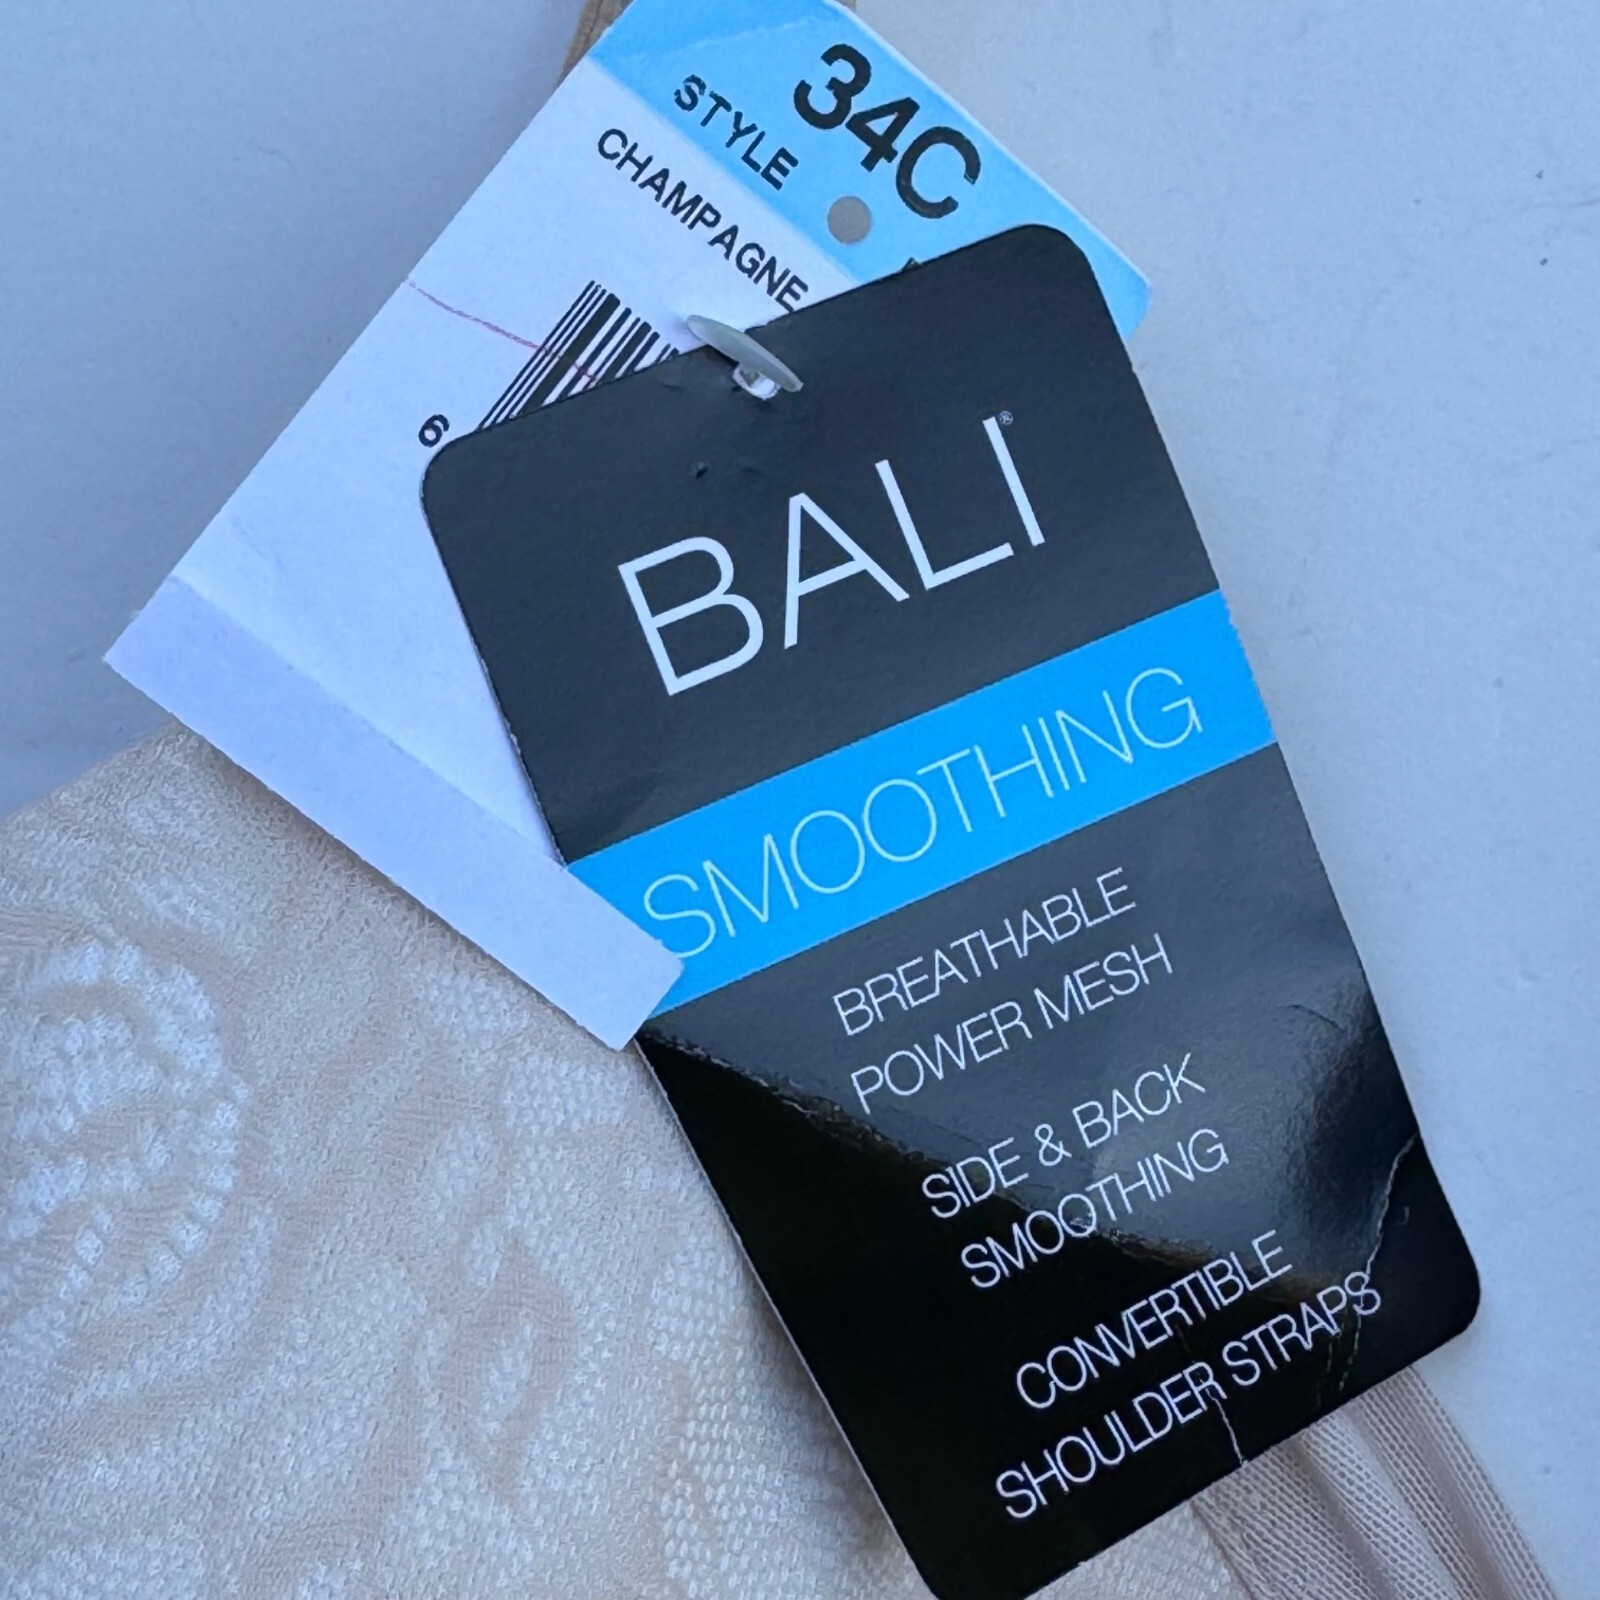 34C
STYLE
CHAMPAGNE
6
BALI®
SMOOTHING
BREATHABLE
POWER MESH
SIDE & BACK
SMOOTHING
CONVERTIBLE
SHOULDER STRAPS